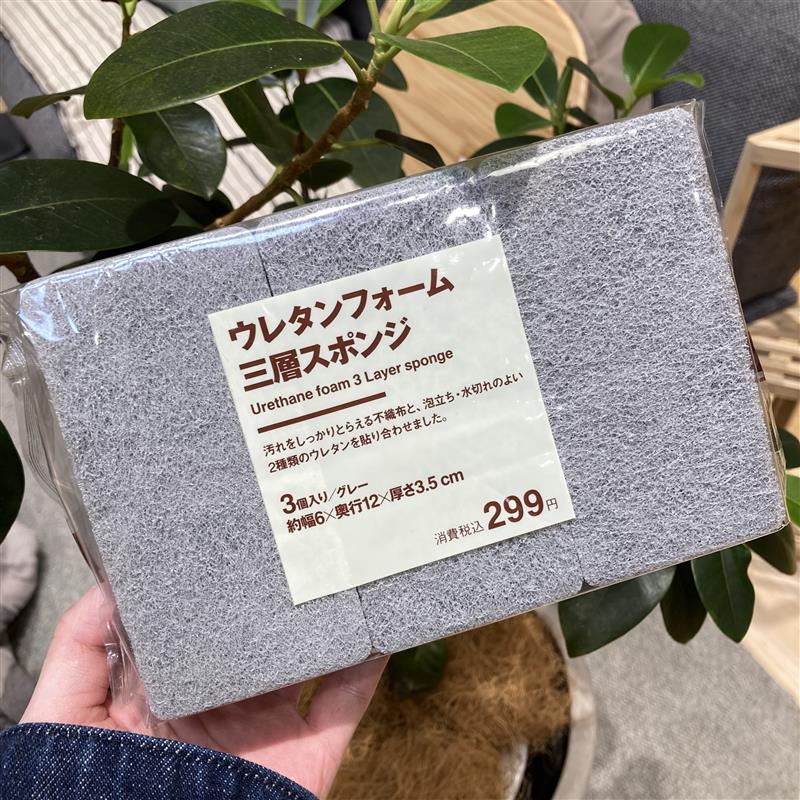 ウレタンフォーム
三層スポンジ
Urethane foam 3 Layer sponge
汚れをしっかりとらえる不織布と、泡立ち・水切れのよい
2種類のウレタンを貼り合わせました。
3個入り／グレー
約幅6×奥行12×厚さ3.5 cm
消費税込299円